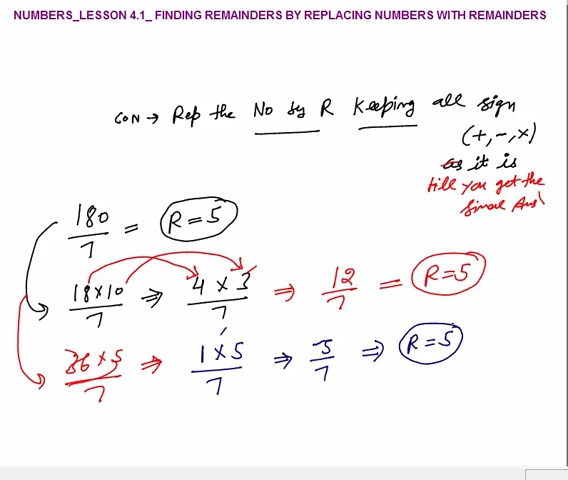 NUMBERS_LESSON 4.1_ FINDING REMAINDERS BY REPLACING NUMBERS WITH REMAINDERS
CON → Rep the No by R Keeping all sign
(+, -, ×)
as it is
till you get the
Ans
180/7 = R = 5
18×10/7 ⇒ 4 × 3/7 ⇒ 12/7 = R = 5
36 × 5/7 ⇒ 1 × 5/7 ⇒ 5/7 ⇒ R = 5